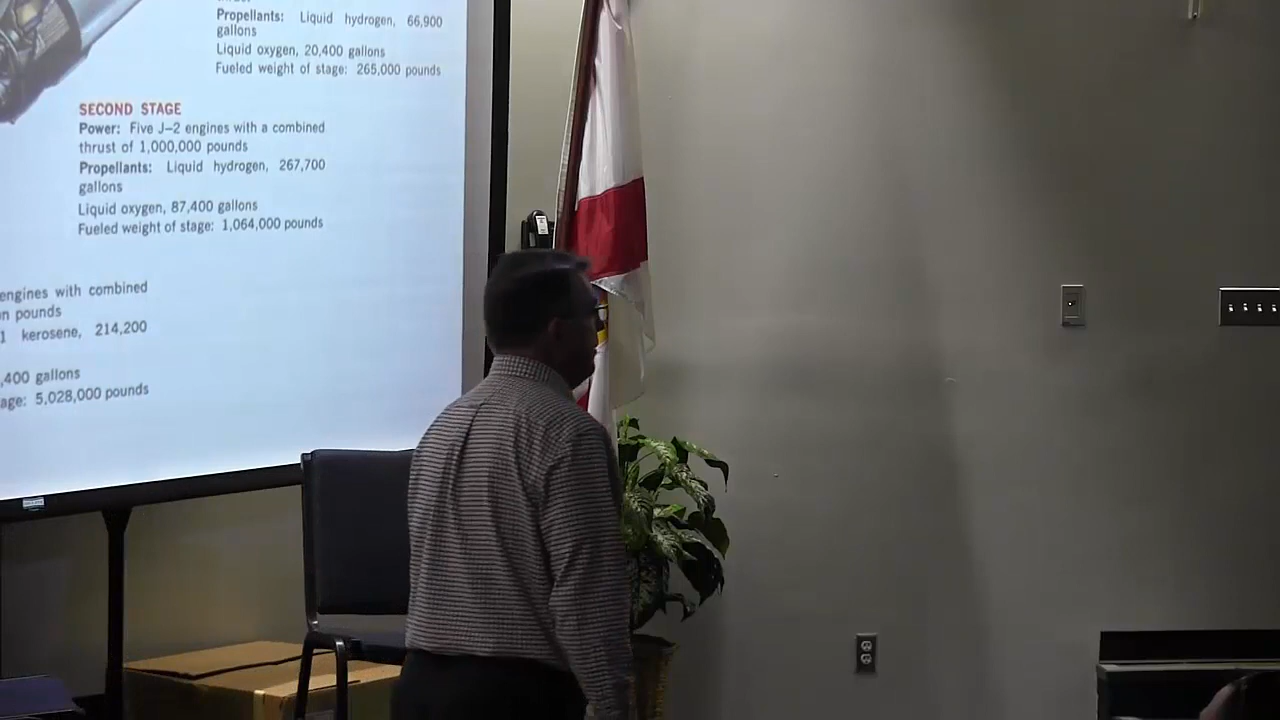 Propellants: Liquid hydrogen, 66,900
gallons
Liquid oxygen, 20,400 gallons
Fueled weight of stage: 265,000 pounds
SECOND STAGE
Power: Five J–2 engines with a combined
thrust of 1,000,000 pounds
Propellants: Liquid hydrogen, 267,700
gallons
Liquid oxygen, 87,400 gallons
Fueled weight of stage: 1,064,000 pounds
engines with combined
n pounds
1 kerosene, 214,200
,400 gallons
age: 5,028,000 pounds